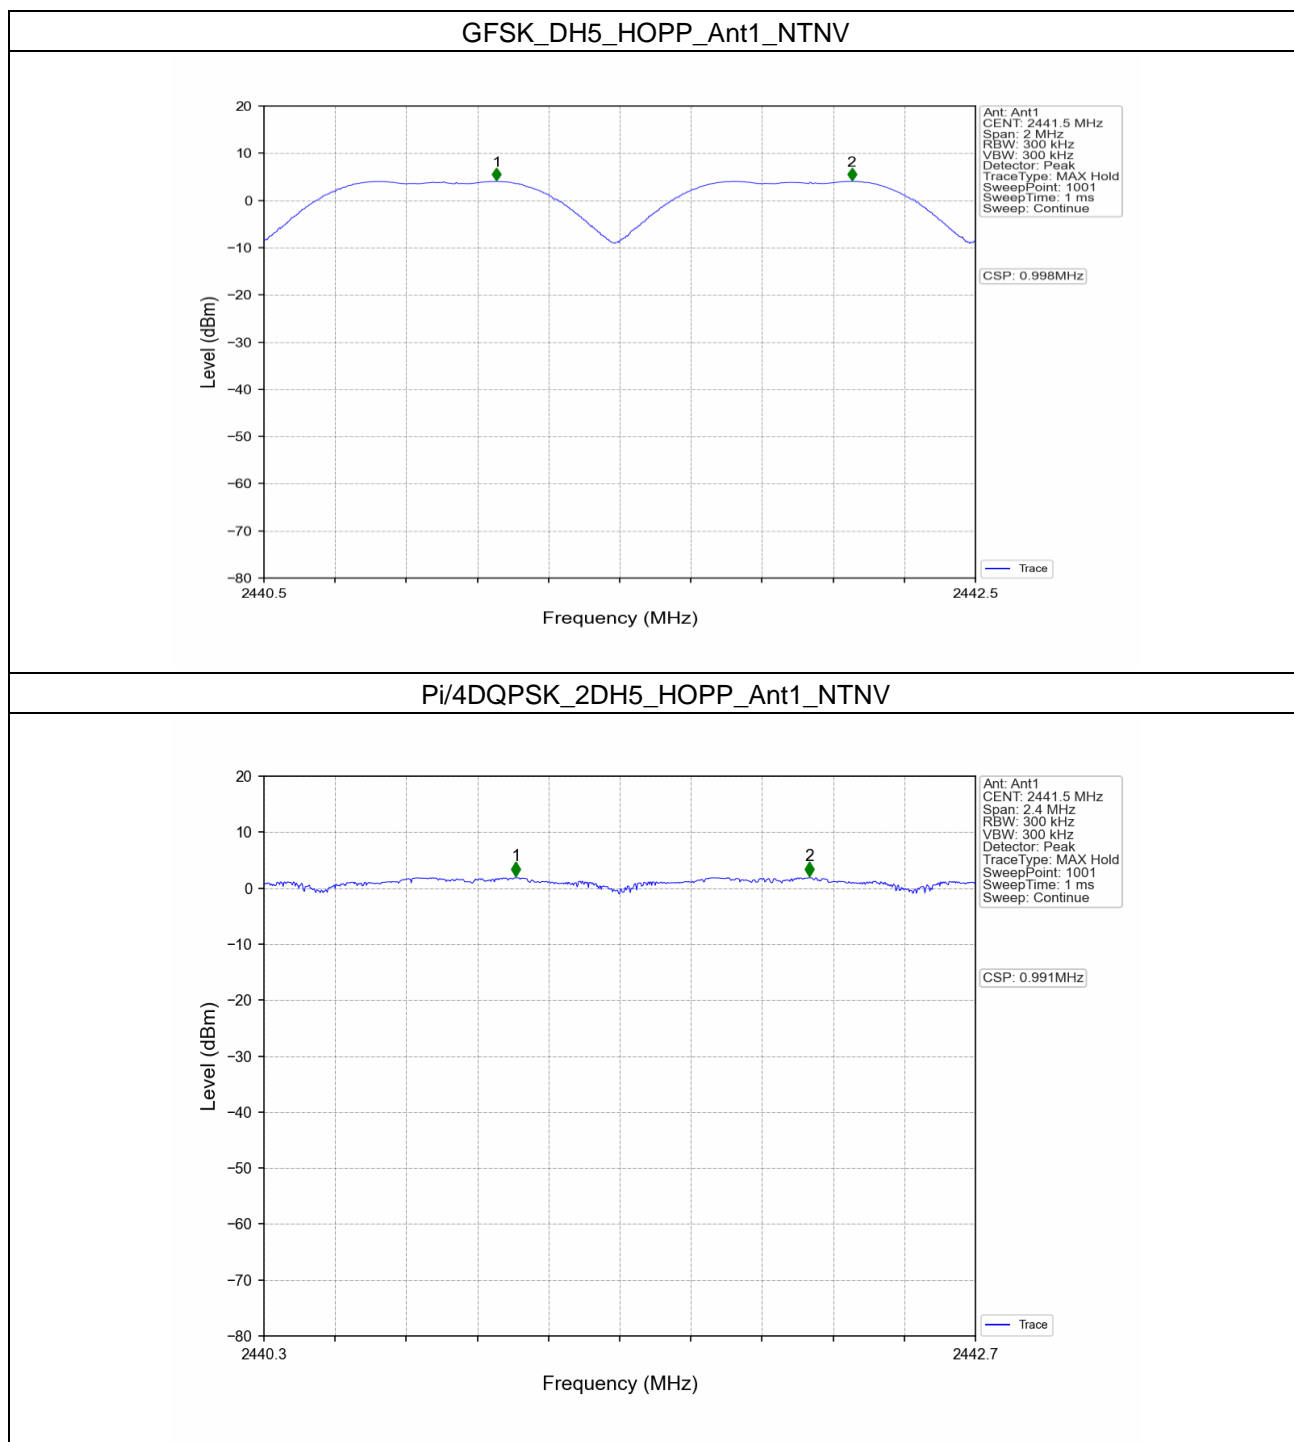 GFSK_DH5_HOPP_Ant1_NTNV
20
10
0
−10
−20
−30
−40
−50
−60
−70
−80
Level (dBm)
1
2
2440.5
2442.5
Frequency (MHz)
Ant: Ant1
CENT: 2441.5 MHz
Span: 2 MHz
RBW: 300 kHz
VBW: 300 kHz
Detector: Peak
TraceType: MAX Hold
SweepPoint: 1001
SweepTime: 1 ms
Sweep: Continue
CSP: 0.998MHz
Trace
Pi/4DQPSK_2DH5_HOPP_Ant1_NTNV
20
10
0
−10
−20
−30
−40
−50
−60
−70
−80
Level (dBm)
1
2
2440.3
2442.7
Frequency (MHz)
Ant: Ant1
CENT: 2441.5 MHz
Span: 2.4 MHz
RBW: 300 kHz
VBW: 300 kHz
Detector: Peak
TraceType: MAX Hold
SweepPoint: 1001
SweepTime: 1 ms
Sweep: Continue
CSP: 0.991MHz
Trace